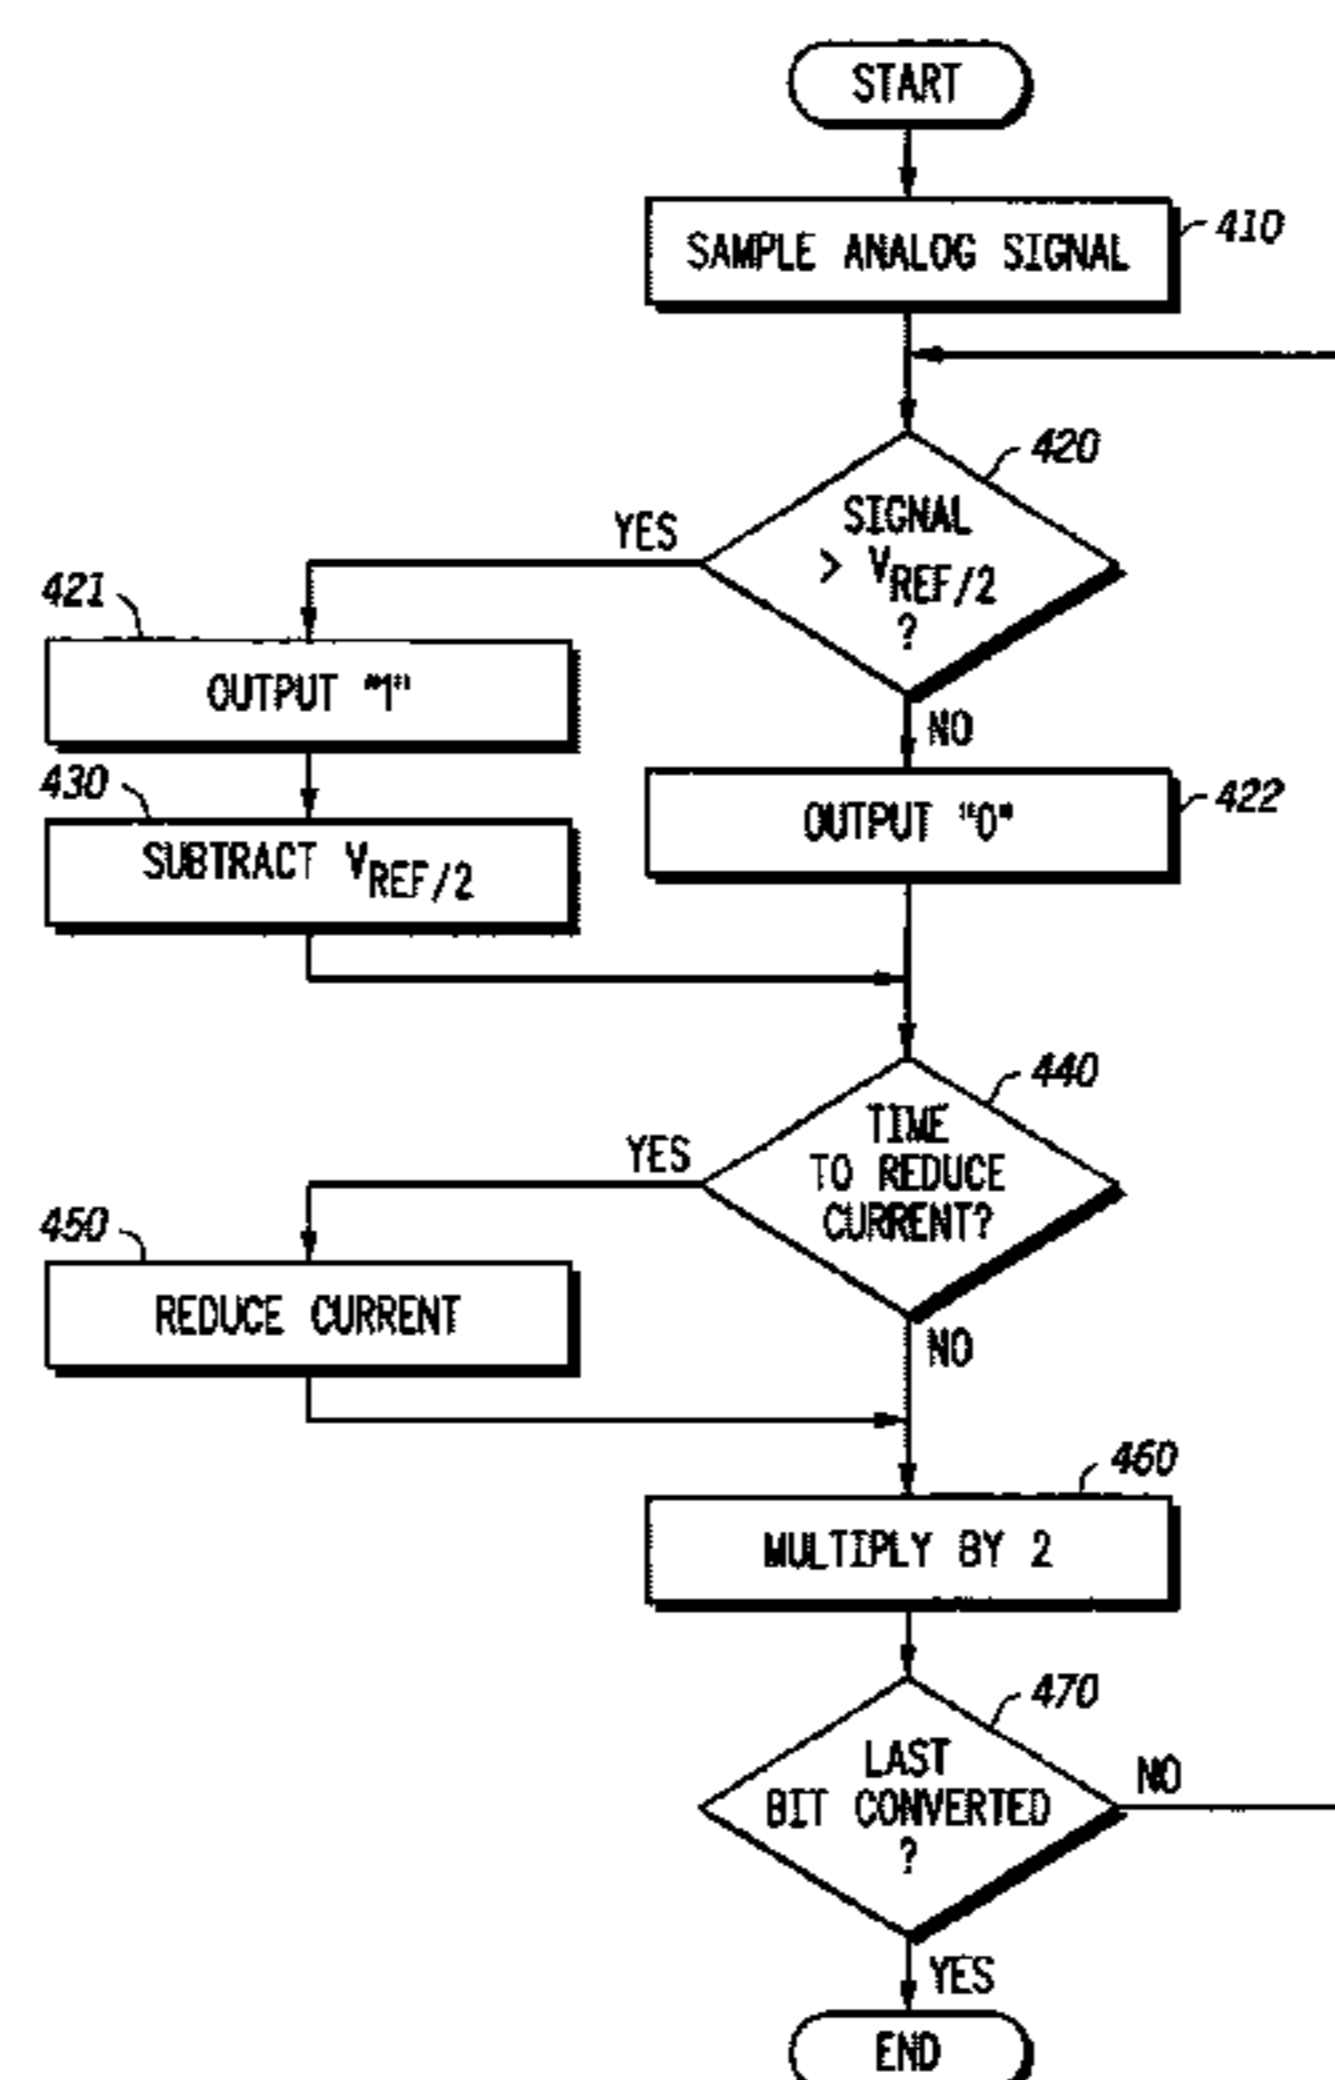 START
SAMPLE ANALOG SIGNAL
410
420
SIGNAL
> VREF/2
?
YES
421
OUTPUT "1"
NO
430
SUBTRACT VREF/2
OUTPUT "0"
422
440
TIME
TO REDUCE
CURRENT?
YES
450
REDUCE CURRENT
NO
460
MULTIPLY BY 2
470
LAST
BIT CONVERTED
?
NO
YES
END